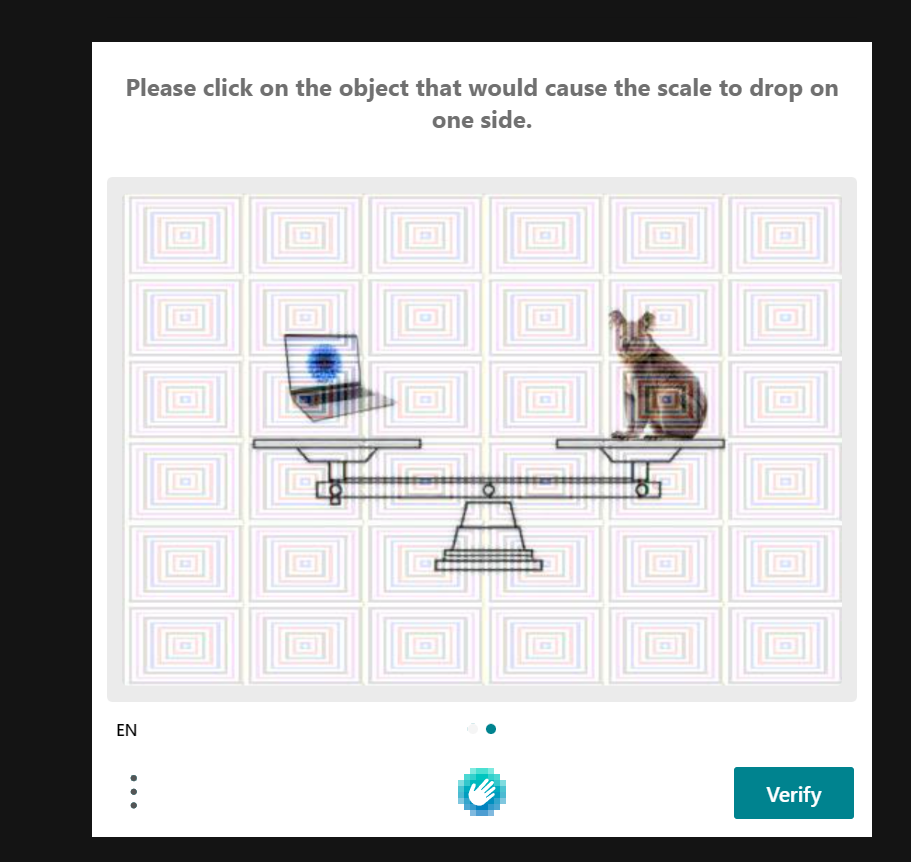 Please click on the object that would cause the scale to drop on
one side.
EN
Verify